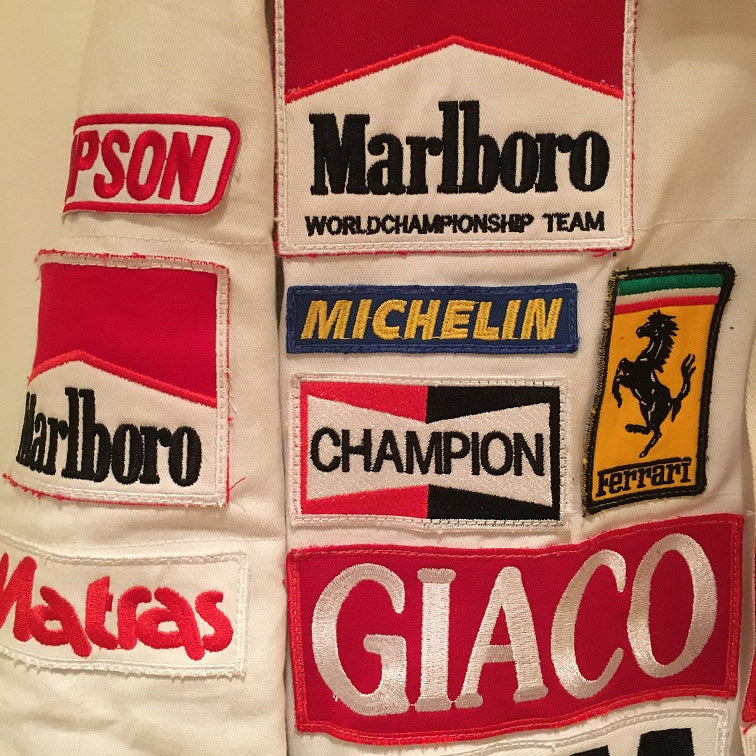 PSON
Marlboro
WORLDCHAMPIONSHIP TEAM
MICHELIN
Ferrari
Marlboro
CHAMPION
Matras
GIACO